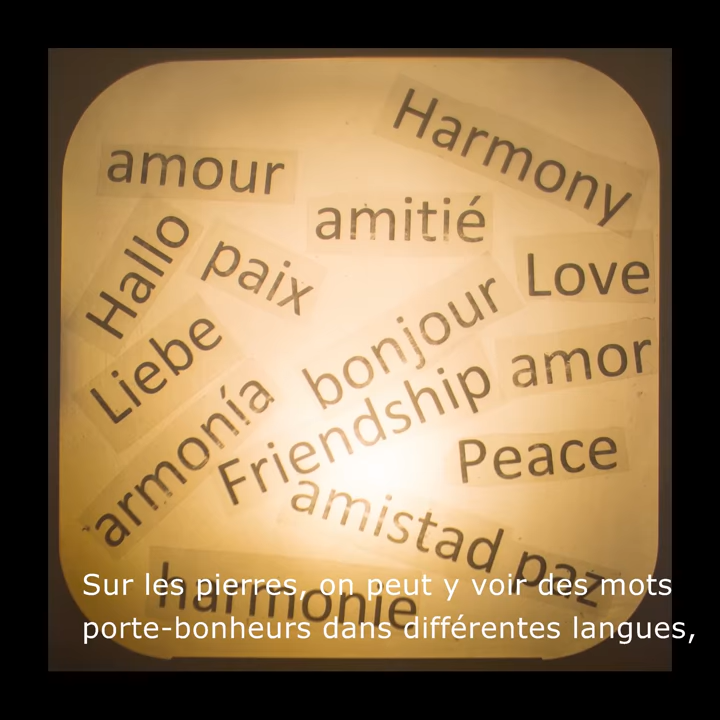 Harmony
amour
amitié
Hallo
paix
Love
Liebe
bonjour
amor
armonía
Friendship
Peace
amistad
paz
harmonie
Sur les pierres, on peut y voir des mots
porte-bonheurs dans différentes langues,